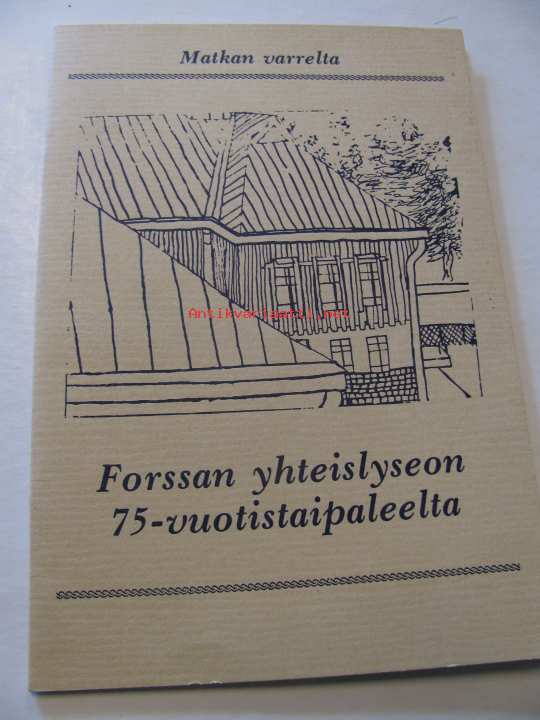 Matkan varrelta
Antikvariaatti.net
Forssan yhteislyseon
75-vuotistaipaleelta